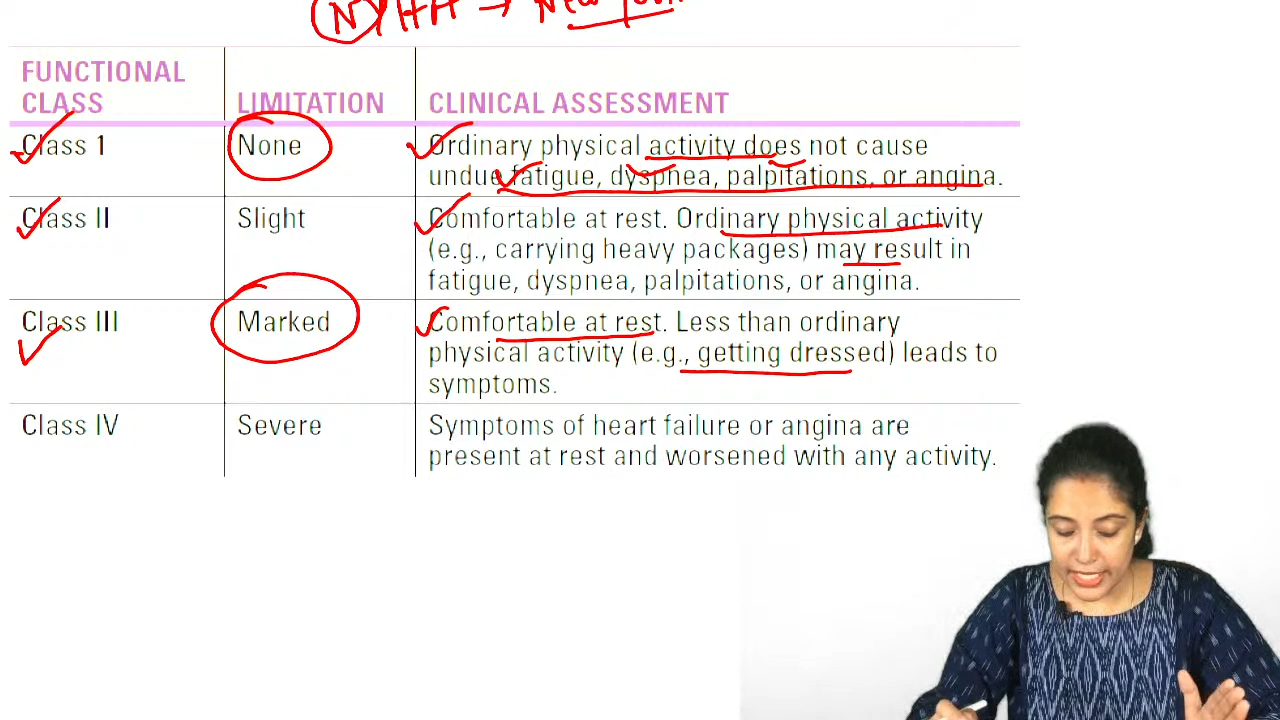 NYHA → New York
FUNCTIONAL CLASS
LIMITATION
CLINICAL ASSESSMENT
Class 1
None
Ordinary physical activity does not cause
undue fatigue, dyspnea, palpitations, or angina.
Class II
Slight
Comfortable at rest. Ordinary physical activity
(e.g., carrying heavy packages) may result in
fatigue, dyspnea, palpitations, or angina.
Class III
Marked
Comfortable at rest. Less than ordinary
physical activity (e.g., getting dressed) leads to
symptoms.
Class IV
Severe
Symptoms of heart failure or angina are
present at rest and worsened with any activity.